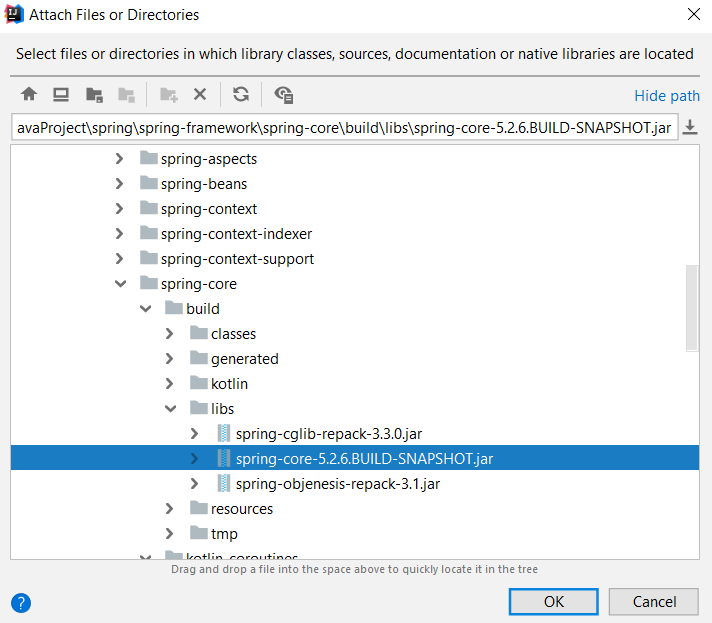 Attach Files or Directories
Select files or directories in which library classes, sources, documentation or native libraries are located
Hide path
avaProject\spring\spring-framework\spring-core\build\libs\spring-core-5.2.6.BUILD-SNAPSHOT.jar
spring-aspects
spring-beans
spring-context
spring-context-indexer
spring-context-support
spring-core
build
classes
generated
kotlin
libs
spring-cglib-repack-3.3.0.jar
spring-core-5.2.6.BUILD-SNAPSHOT.jar
spring-objenesis-repack-3.1.jar
resources
tmp
kotlin-coroutines
Drag and drop a file into the space above to quickly locate it in the tree
?
OK
Cancel